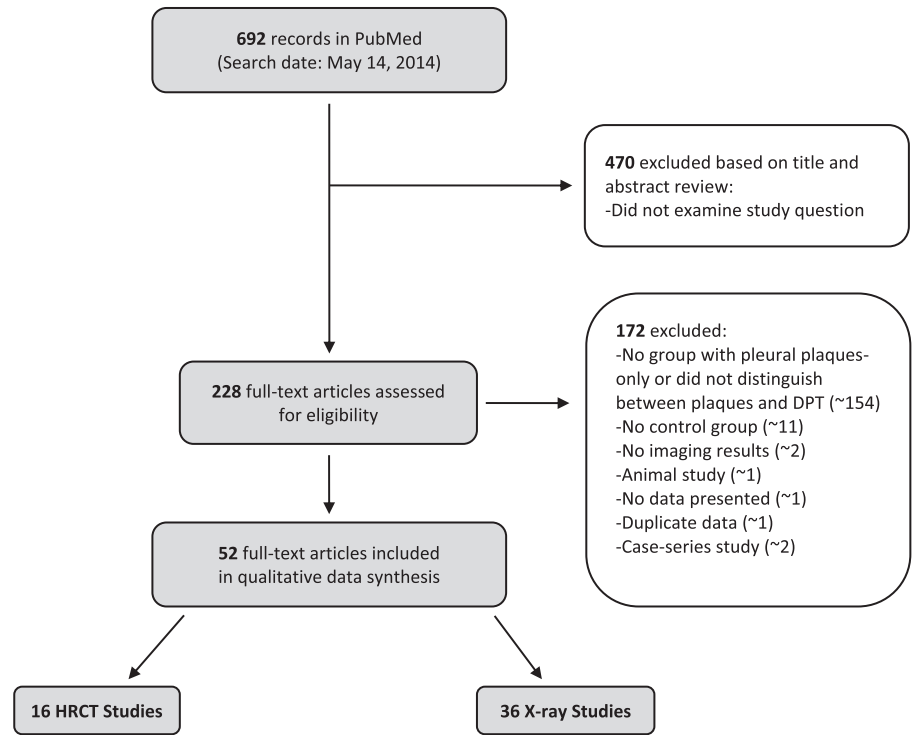 692 records in PubMed
(Search date: May 14, 2014)
470 excluded based on title and
abstract review:
-Did not examine study question
172 excluded:
-No group with pleural plaques-
only or did not distinguish
between plaques and DPT (~154)
-No control group (~11)
-No imaging results (~2)
-Animal study (~1)
-No data presented (~1)
-Duplicate data (~1)
-Case-series study (~2)
228 full-text articles assessed
for eligibility
52 full-text articles included
in qualitative data synthesis
16 HRCT Studies
36 X-ray Studies